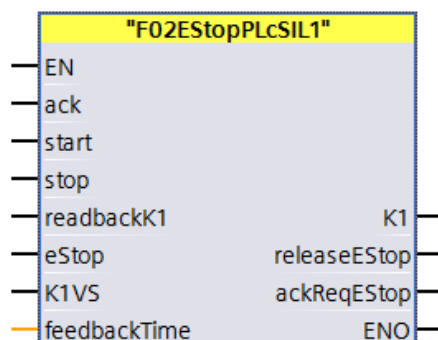 "F02EStopPLcSIL1"
EN
ack
start
stop
readbackK1 K1
eStop releaseEStop
K1VS ackReqEStop
feedbackTime ENO